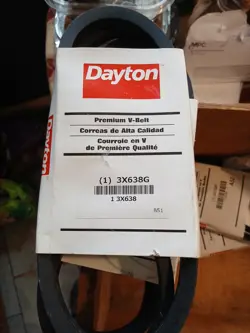 Dayton
Premium V-Belt
Correas de Alta Calidad
Courroie en V
de Première Qualité
(1) 3X638G
1 3X638